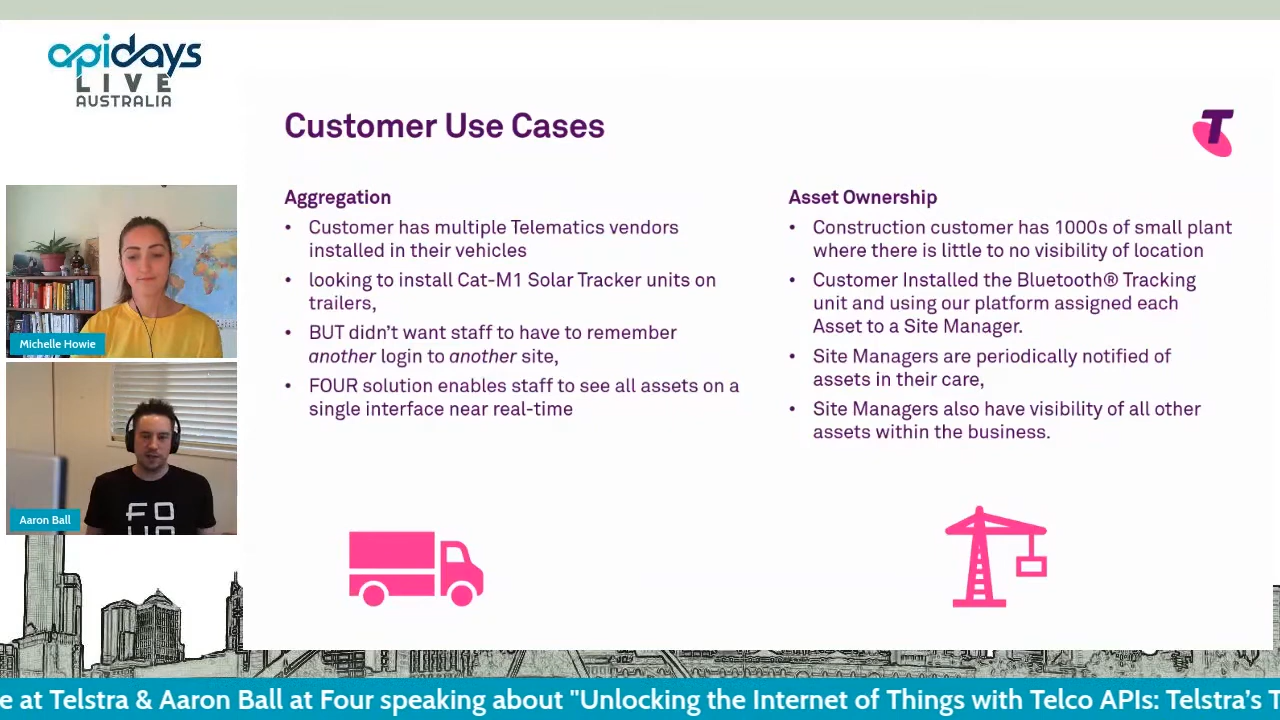 apidays
LIVE
AUSTRALIA
Customer Use Cases
T
Aggregation
• Customer has multiple Telematics vendors
installed in their vehicles
• looking to install Cat-M1 Solar Tracker units on
trailers,
• BUT didn't want staff to have to remember
another login to another site,
• FOUR solution enables staff to see all assets on a
single interface near real-time
Asset Ownership
• Construction customer has 1000s of small plant
where there is little to no visibility of location
• Customer Installed the Bluetooth® Tracking
unit and using our platform assigned each
Asset to a Site Manager.
• Site Managers are periodically notified of
assets in their care,
• Site Managers also have visibility of all other
assets within the business.
Michelle Howie
FO
Aaron Ball
e at Telstra & Aaron Ball at Four speaking about "Unlocking the Internet of Things with Telco APIs: Telstra's T